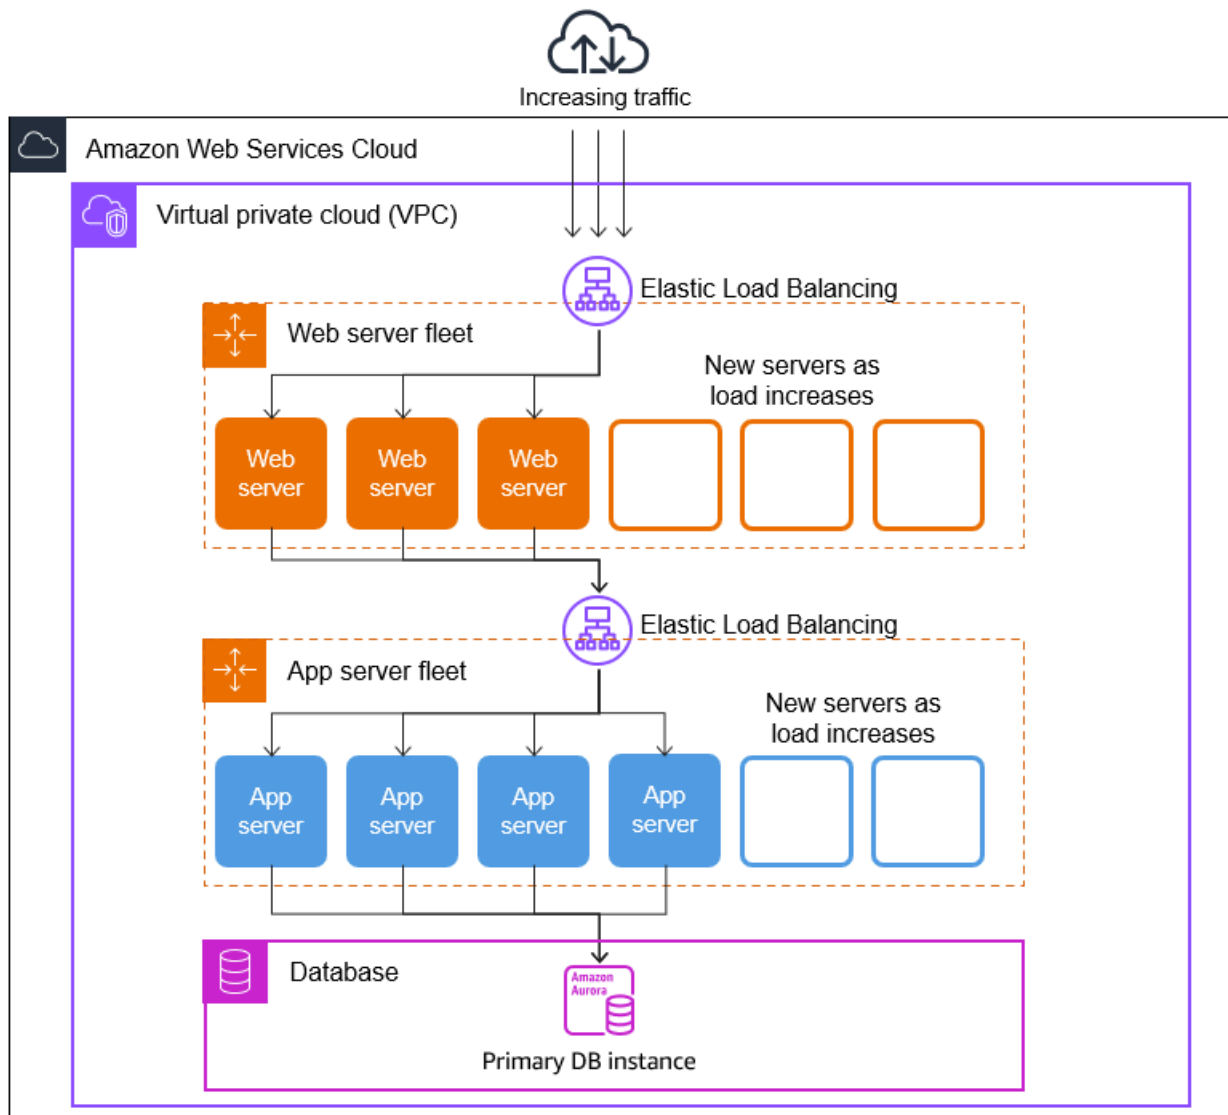 Increasing traffic
Amazon Web Services Cloud
Virtual private cloud (VPC)
Elastic Load Balancing
Web server fleet
New servers as
load increases
Web
server
Web
server
Web
server
Elastic Load Balancing
App server fleet
New servers as
load increases
App
server
App
server
App
server
App
server
Database
Amazon
Aurora
Primary DB instance